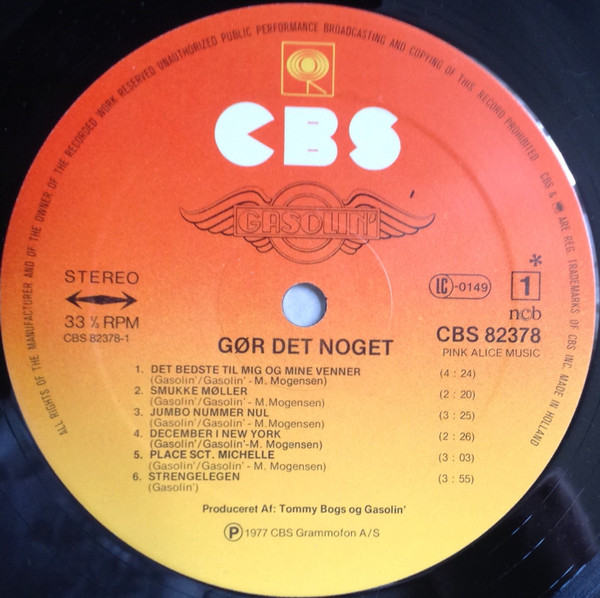 ALL RIGHTS OF THE MANUFACTURER AND OF THE OWNER OF THE RECORDED WORK RESERVED UNAUTHORIZED PUBLIC PERFORMANCE BROADCASTING AND COPYING OF THIS RECORD PROHIBITED
CBS & ARE REG. TRADEMARKS OF CBS INC. MADE IN HOLLAND
CBS
GASOLIN'
STEREO
33 ⅓ RPM
CBS 82378-1
LC-0149
*
1
ncb
CBS 82378
PINK ALICE MUSIC
GØR DET NOGET
1. DET BEDSTE TIL MIG OG MINE VENNER (4 : 24)
(Gasolin'/Gasolin' - M. Mogensen)
2. SMUKKE MØLLER (2 : 20)
(Gasolin'/Gasolin' - M.Mogensen)
3. JUMBO NUMMER NUL (3 : 25)
(Gasolin'/Gasolin' - M. Mogensen)
4. DECEMBER I NEW YORK (2 : 26)
(Gasolin'/Gasolin'-M. Mogensen)
5. PLACE SCT. MICHELLE (3 : 03)
(Gasolin'/Gasolin' - M. Mogensen)
6. STRENGELEGEN (3 : 55)
(Gasolin')
Produceret Af: Tommy Bogs og Gasolin'
Ⓟ 1977 CBS Grammofon A/S